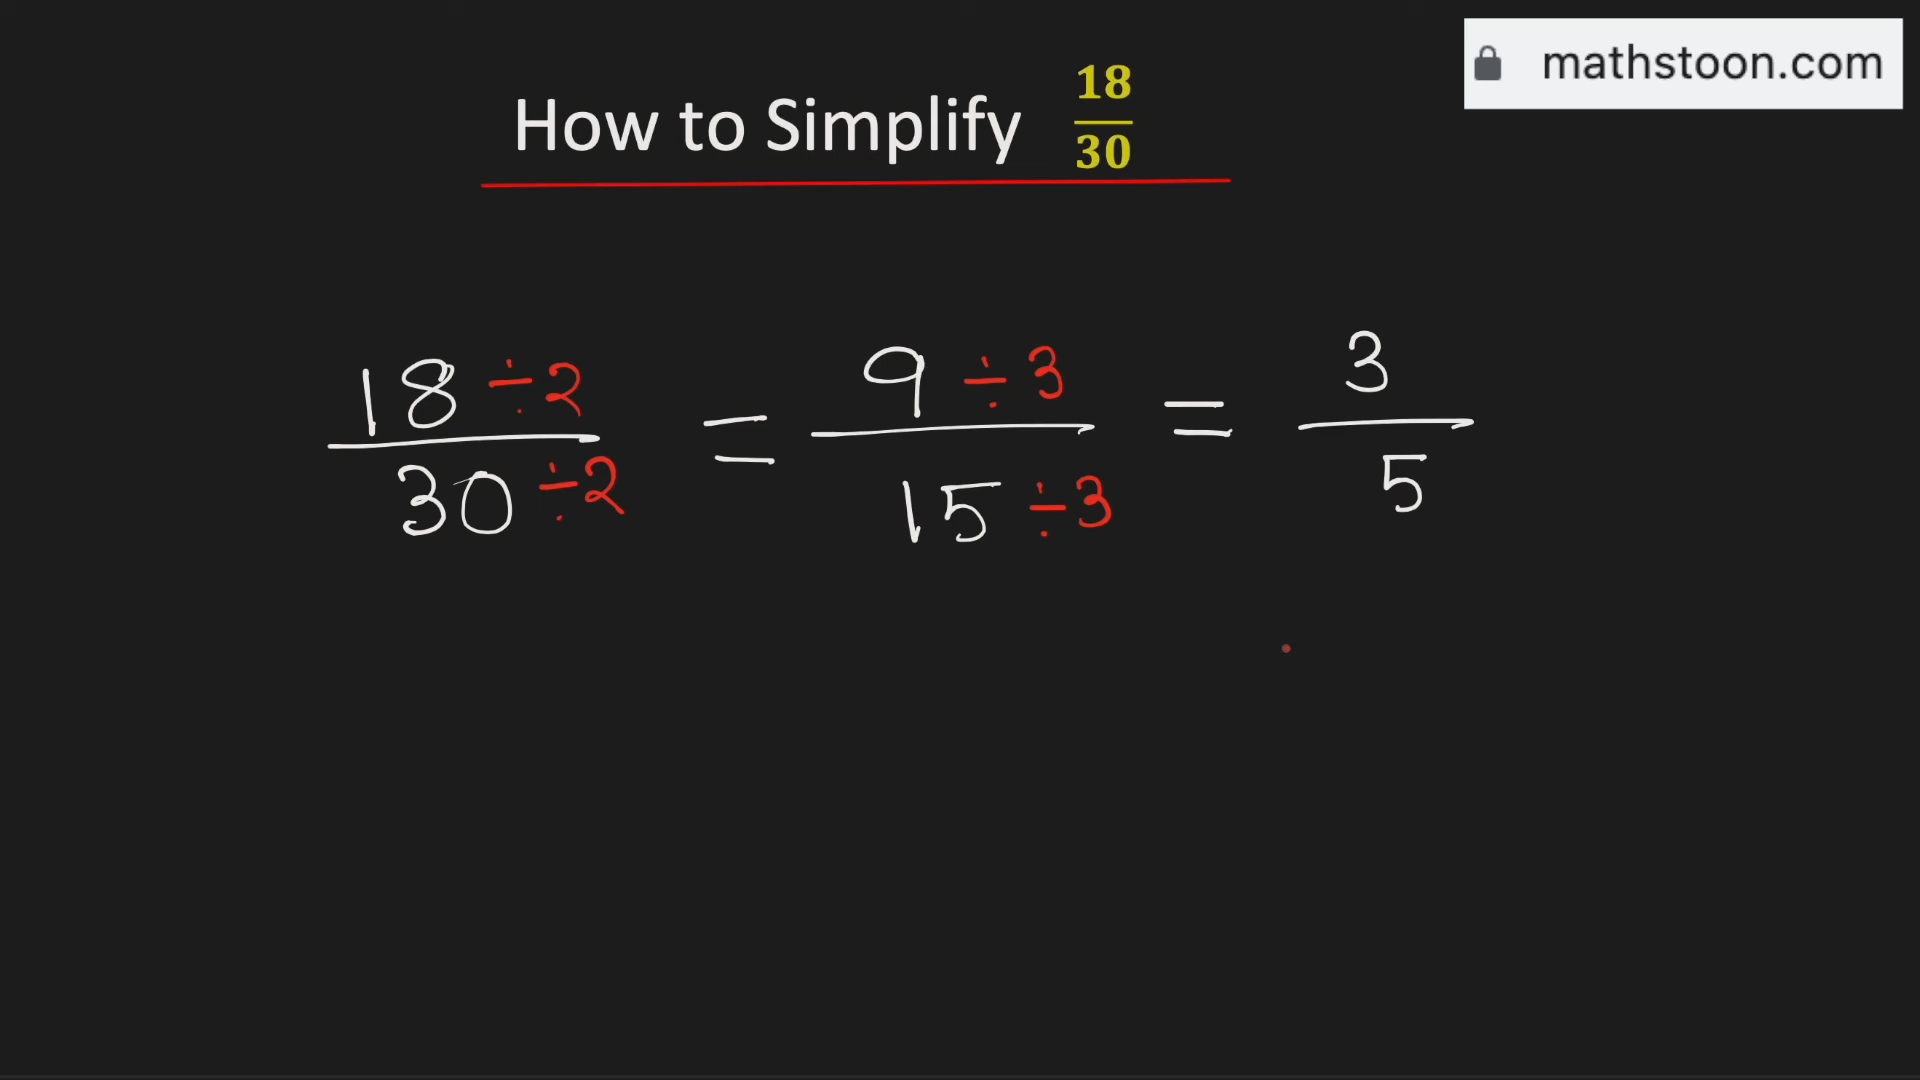 mathstoon.com
How to Simplify 18/30
18÷2/30÷2 = 9÷3/15÷3 = 3/5